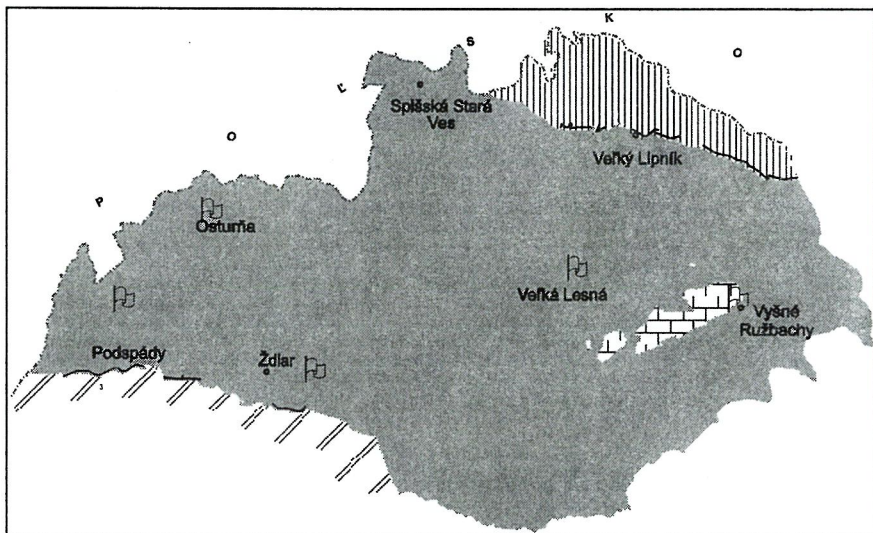 P O Ľ S K O
Spišská Stará
Ves
Veľký Lipník
Osturňa
Veľká Lesná
Vyšné
Ružbachy
Podspády
Ždiar